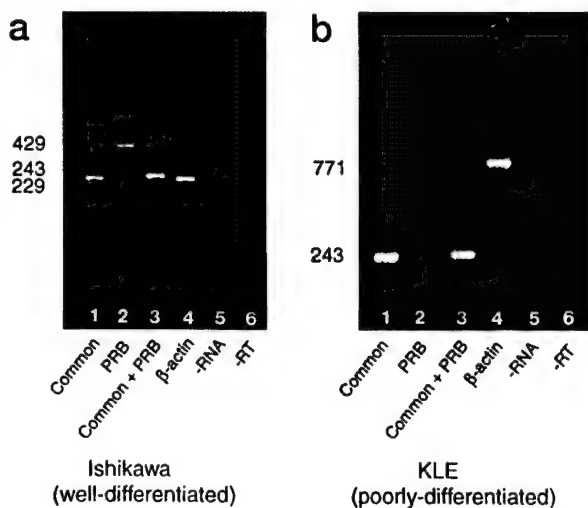 a
429
243
229
1 2 3 4 5 6
Common
PRB
Common + PRB
β-actin
-RNA
-RT
Ishikawa
(well-differentiated)
b
771
243
1 2 3 4 5 6
Common
PRB
Common + PRB
β-actin
-RNA
-RT
KLE
(poorly-differentiated)